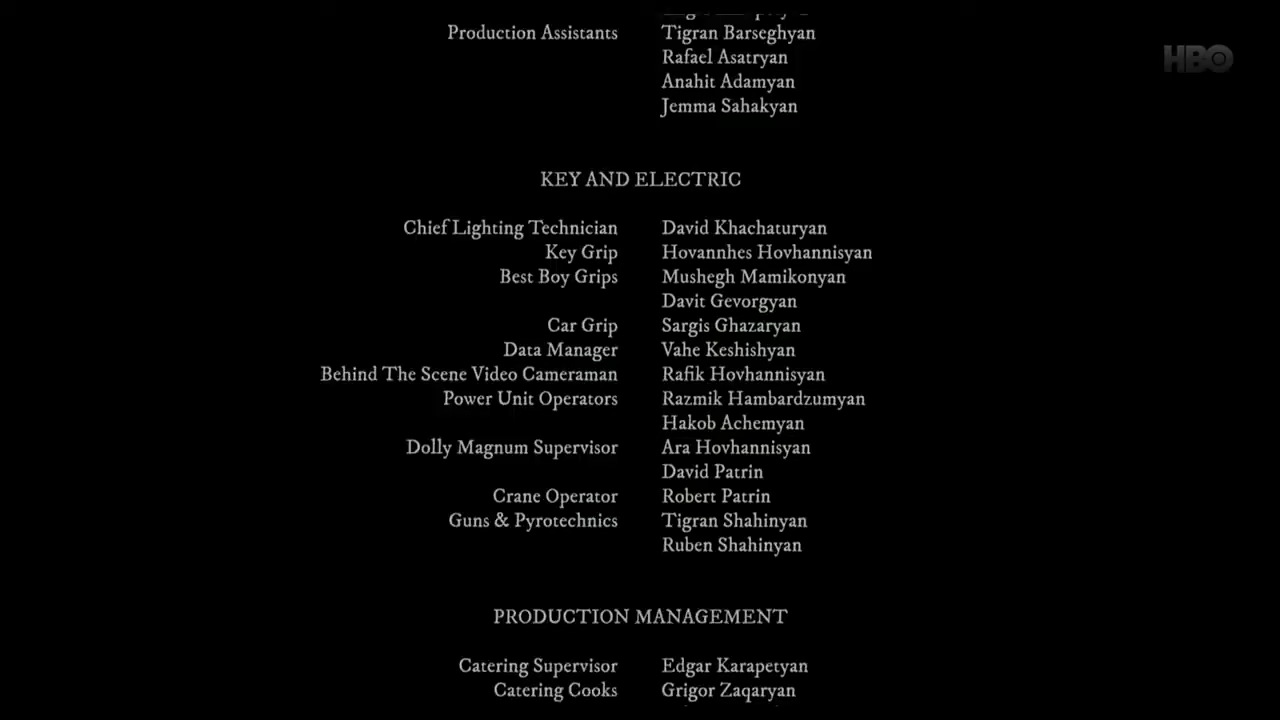 HBO
Production Assistants Tigran Barseghyan
Rafael Asatryan
Anahit Adamyan
Jemma Sahakyan
KEY AND ELECTRIC
Chief Lighting Technician David Khachaturyan
Key Grip Hovannhes Hovhannisyan
Best Boy Grips Mushegh Mamikonyan
Davit Gevorgyan
Car Grip Sargis Ghazaryan
Data Manager Vahe Keshishyan
Behind The Scene Video Cameraman Rafik Hovhannisyan
Power Unit Operators Razmik Hambardzumyan
Hakob Achemyan
Dolly Magnum Supervisor Ara Hovhannisyan
David Patrin
Crane Operator Robert Patrin
Guns & Pyrotechnics Tigran Shahinyan
Ruben Shahinyan
PRODUCTION MANAGEMENT
Catering Supervisor Edgar Karapetyan
Catering Cooks Grigor Zaqaryan